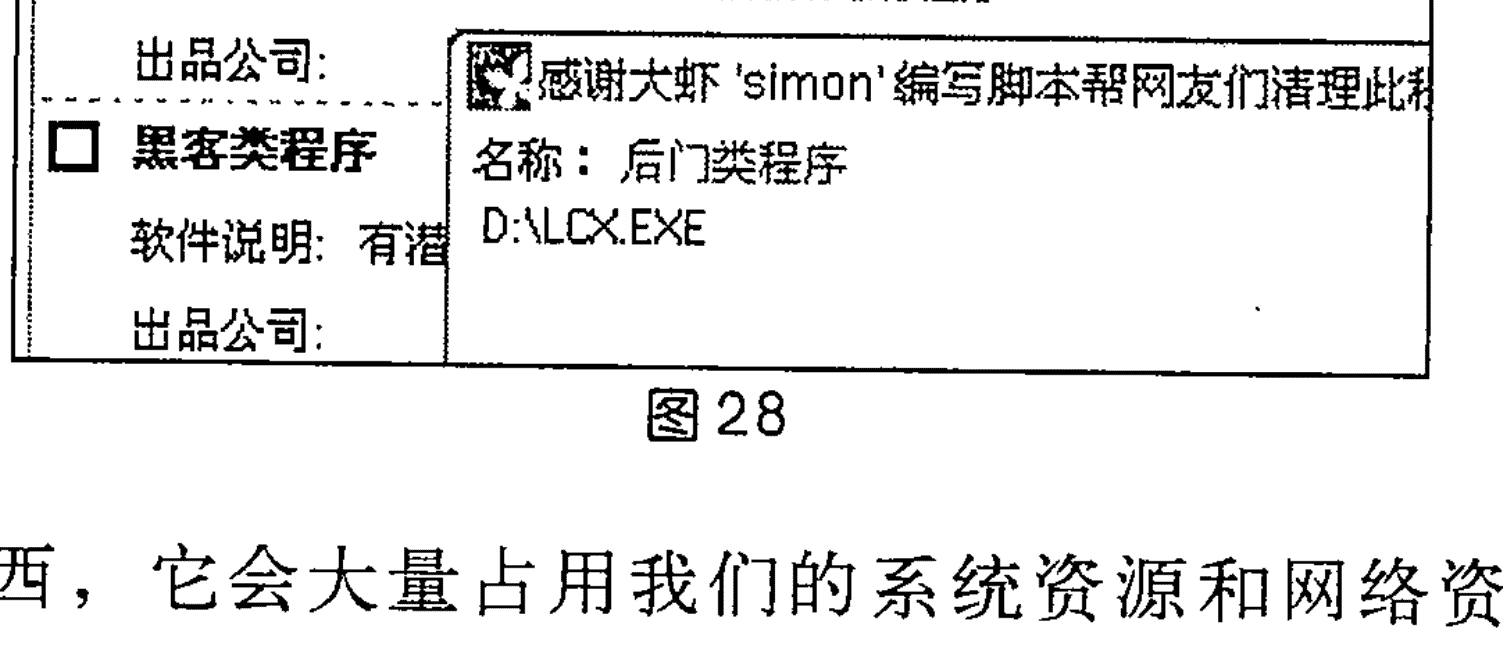 出品公司:
感谢大虾 'simon' 编写脚本帮网友们清理此
黑客类程序
名称：后门类程序
软件说明: 有潜
D:\LCX.EXE
出品公司:
图 28
西，它会大量占用我们的系统资源和网络资